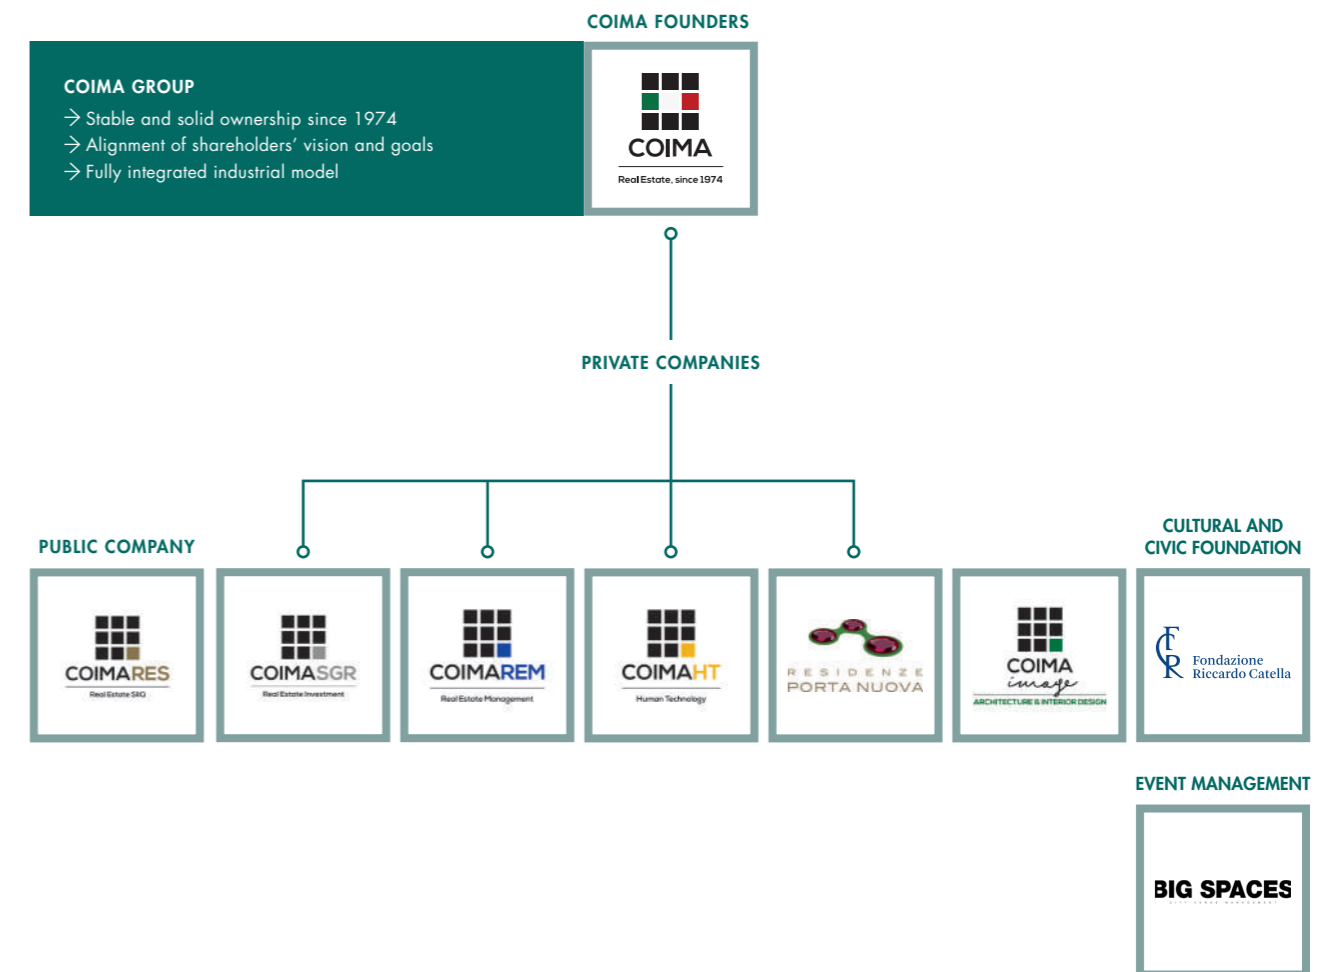 COIMA FOUNDERS
COIMA GROUP
→ Stable and solid ownership since 1974
→ Alignment of shareholders’ vision and goals
→ Fully integrated industrial model
COIMA
Real Estate, since 1974
PRIVATE COMPANIES
PUBLIC COMPANY
CULTURAL AND
CIVIC FOUNDATION
COIMARES
Real Estate SIIQ
COIMASGR
Real Estate Investment
COIMAREM
Real Estate Management
COIMAHT
Human Technology
RESIDENZE
PORTA NUOVA
COIMA
image
ARCHITECTURE & INTERIOR DESIGN
CFR
Fondazione
Riccardo Catella
EVENT MANAGEMENT
BIG SPACES